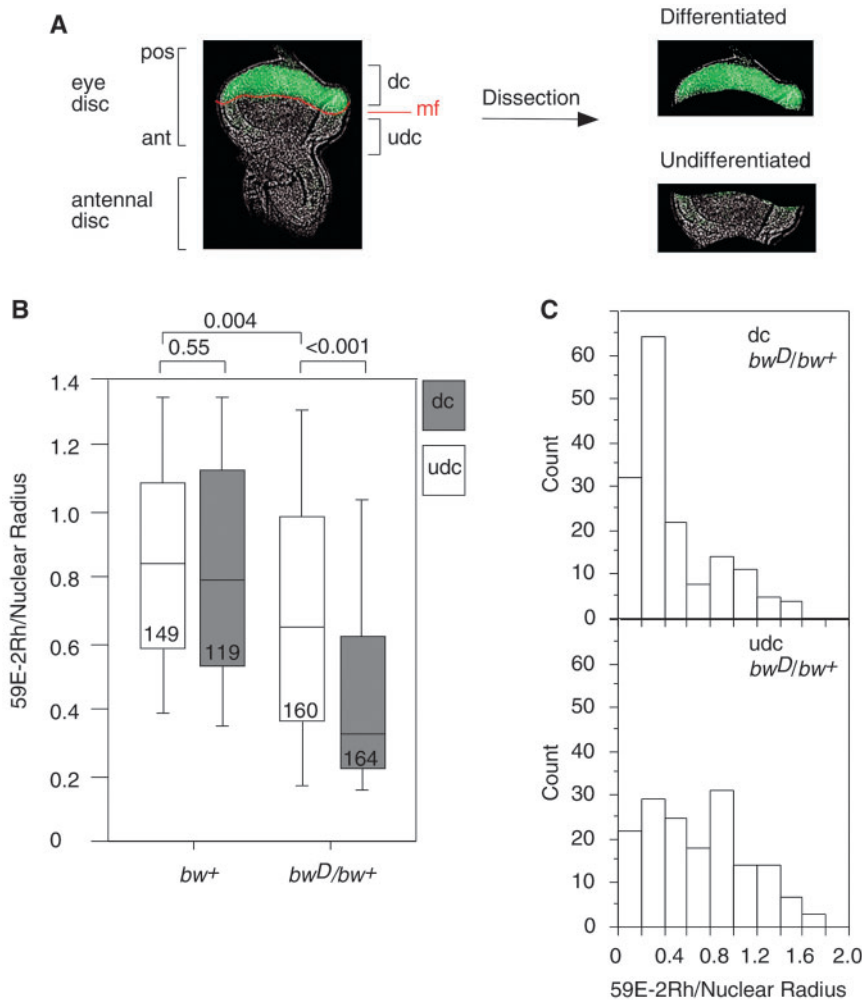 A
pos
eye
disc
ant
antennal
disc
dc
mf
udc
Dissection
Differentiated
Undifferentiated
B
0.004
0.55
<0.001
59E-2Rh/Nuclear Radius
1.4
1.2
1.0
0.8
0.6
0.4
0.2
0
149
119
160
164
bw+
bwD/bw+
dc
udc
C
dc
bwD/bw+
Count
60
50
40
30
20
10
0
udc
bwD/bw+
Count
60
50
40
30
20
10
0
0 0.4 0.8 1.2 1.6 2.0
59E-2Rh/Nuclear Radius